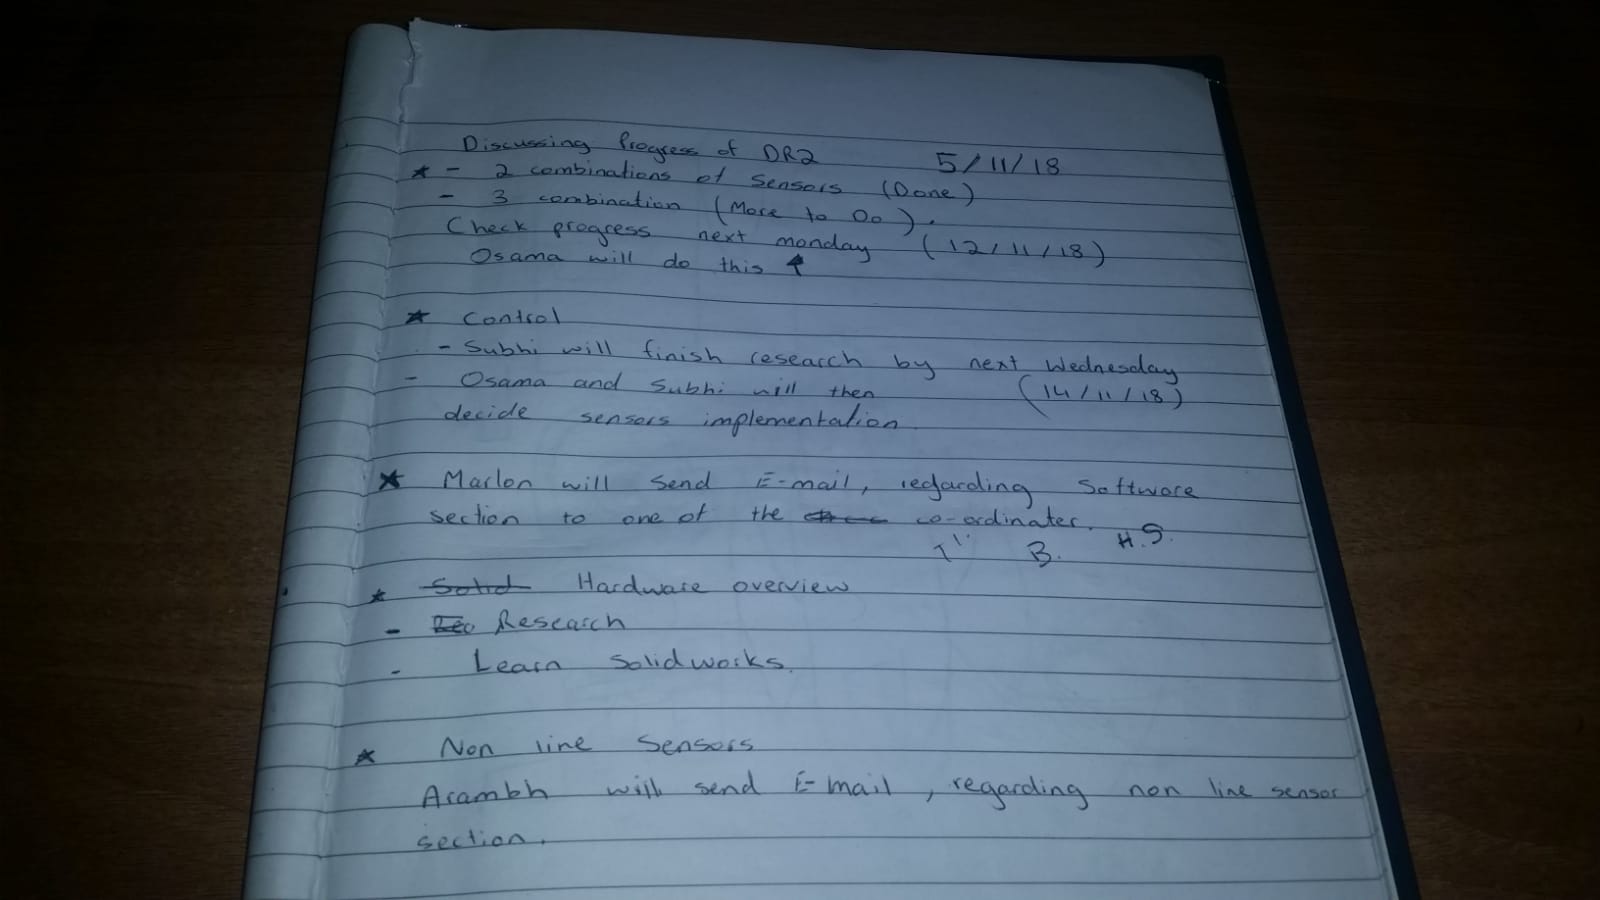 Discussing Progress of DR2 5/11/18
* - 2 combinations of Sensors (Done)
- 3 combination (More to Do).
Check progress next monday (12/11/18)
Osama will do this ↑
* Control
- Subhi will finish research by next Wednesday
- Osama and Subhi will then (14/11/18)
decide sensors implementation.
* Marlon will Send E-mail, regarding Software
section to one of the co-ordinater.
B. H.S.
* Solid Hardware overview
- Research
- Learn Solidworks.
* Non line Sensors
Arambh will send E-mail, regarding non line sensor
section.